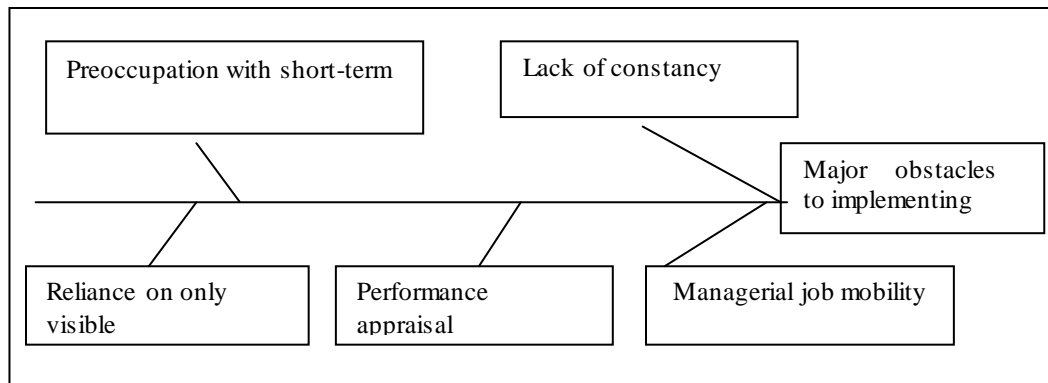 Preoccupation with short-term
Lack of constancy
Major obstacles
to implementing
Reliance on only
visible
Performance
appraisal
Managerial job mobility